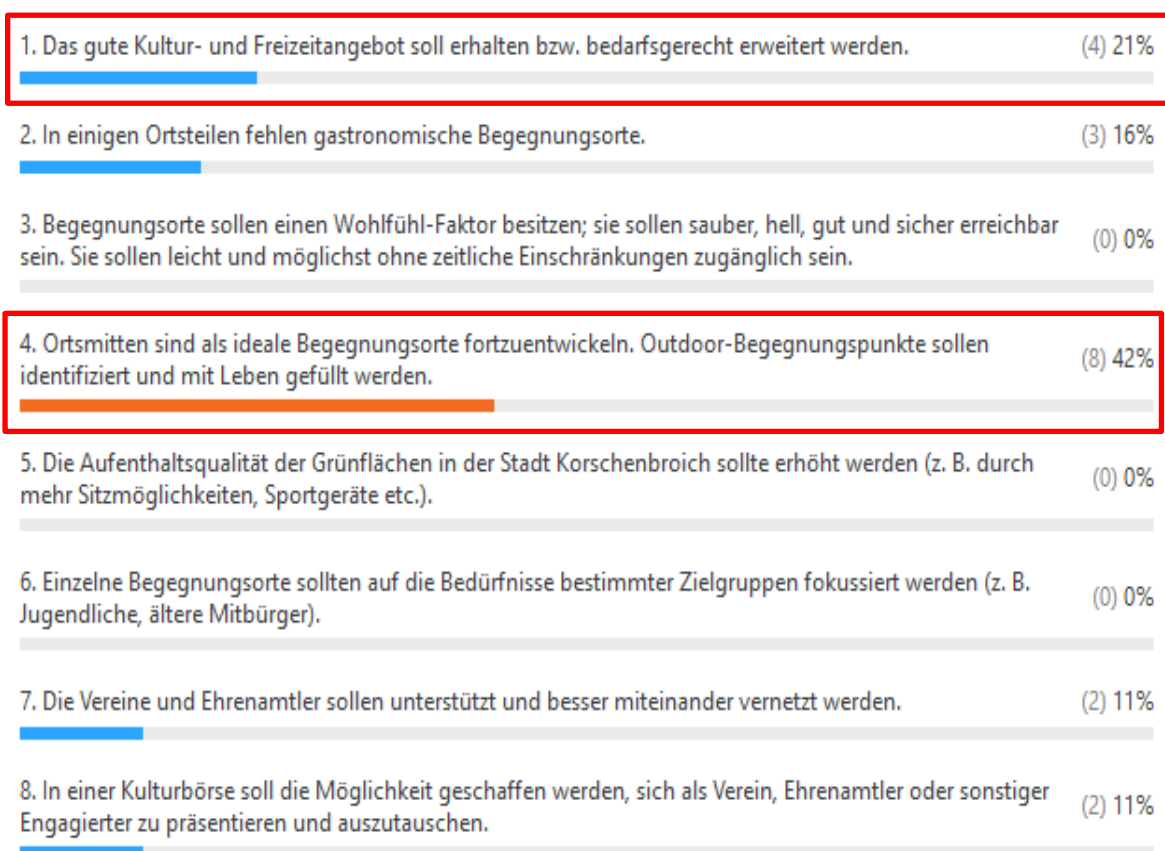 1. Das gute Kultur- und Freizeitangebot soll erhalten bzw. bedarfsgerecht erweitert werden. (4) 21%
2. In einigen Ortsteilen fehlen gastronomische Begegnungsorte. (3) 16%
3. Begegnungsorte sollen einen Wohlfühl-Faktor besitzen; sie sollen sauber, hell, gut und sicher erreichbar
sein. Sie sollen leicht und möglichst ohne zeitliche Einschränkungen zugänglich sein. (0) 0%
4. Ortsmitten sind als ideale Begegnungsorte fortzuentwickeln. Outdoor-Begegnungspunkte sollen
identifiziert und mit Leben gefüllt werden. (8) 42%
5. Die Aufenthaltsqualität der Grünflächen in der Stadt Korschenbroich sollte erhöht werden (z. B. durch
mehr Sitzmöglichkeiten, Sportgeräte etc.). (0) 0%
6. Einzelne Begegnungsorte sollten auf die Bedürfnisse bestimmter Zielgruppen fokussiert werden (z. B.
Jugendliche, ältere Mitbürger). (0) 0%
7. Die Vereine und Ehrenamtler sollen unterstützt und besser miteinander vernetzt werden. (2) 11%
8. In einer Kulturbörse soll die Möglichkeit geschaffen werden, sich als Verein, Ehrenamtler oder sonstiger
Engagierter zu präsentieren und auszutauschen. (2) 11%